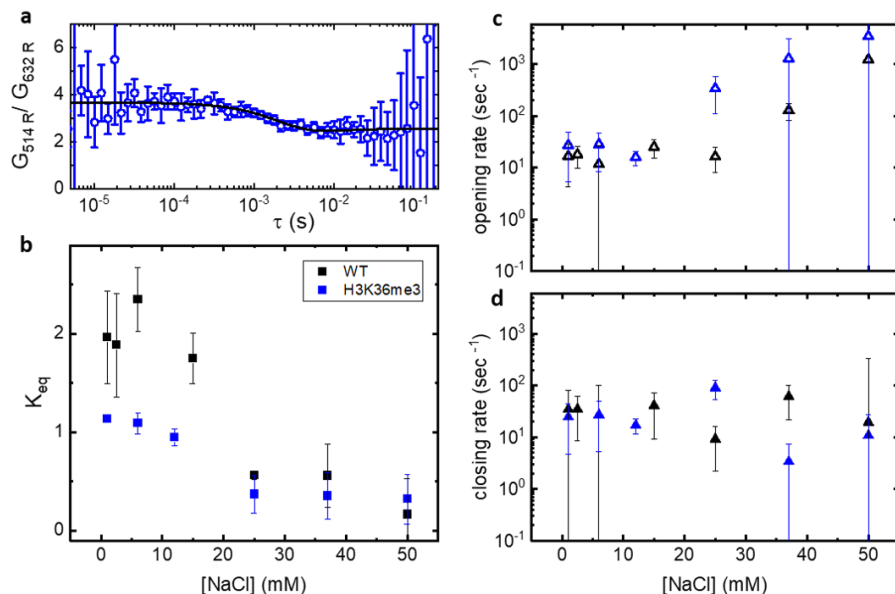 a
G514 R/ G632 R
6
4
2
0
10-5
10-4
10-3
10-2
10-1
τ (s)
b
Keq
2
1
0
WT
H3K36me3
0
10
20
30
40
50
[NaCl] (mM)
c
opening rate (sec -1)
103
102
101
100
10-1
d
closing rate (sec -1)
103
102
101
100
10-1
0
10
20
30
40
50
[NaCl] (mM)